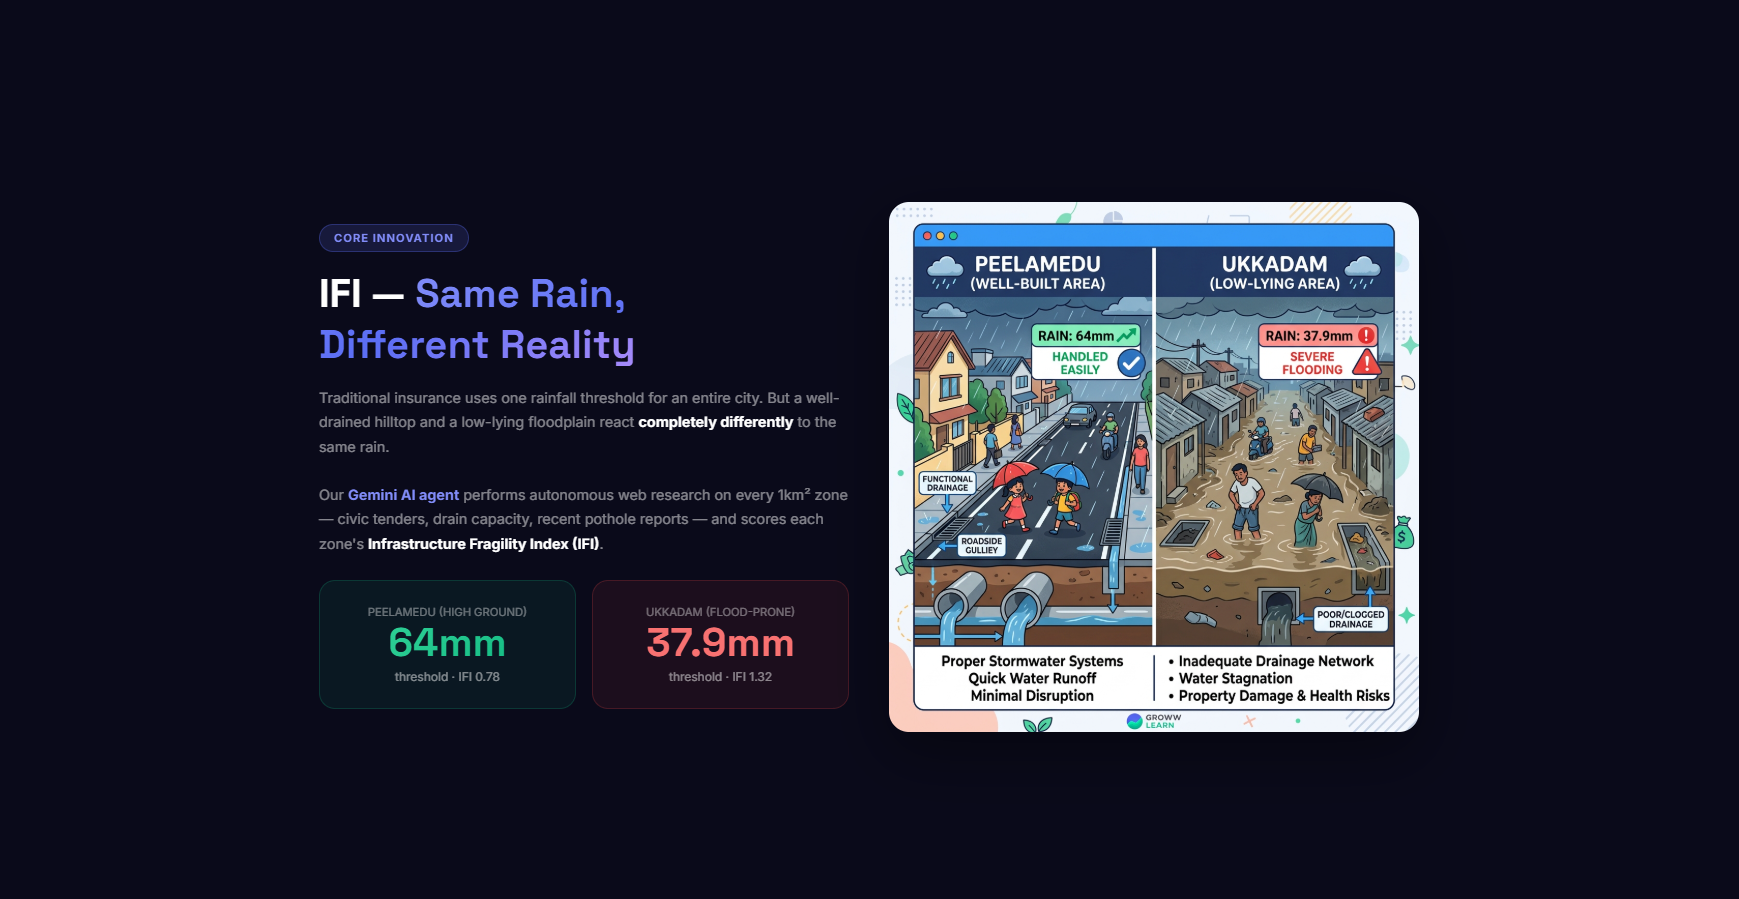 CORE INNOVATION
IFI — Same Rain,
Different Reality
Traditional insurance uses one rainfall threshold for an entire city. But a well-
drained hilltop and a low-lying floodplain react completely differently to the
same rain.
Our Gemini AI agent performs autonomous web research on every 1km² zone
— civic tenders, drain capacity, recent pothole reports — and scores each
zone's Infrastructure Fragility Index (IFI).
PEELAMEDU (HIGH GROUND)
64mm
threshold · IFI 0.78
UKKADAM (FLOOD-PRONE)
37.9mm
threshold · IFI 1.32
PEELAMEDU
(WELL-BUILT AREA)
RAIN: 64mm
HANDLED
EASILY
FUNCTIONAL
DRAINAGE
ROADSIDE
GULLIEY
Proper Stormwater Systems
Quick Water Runoff
Minimal Disruption
UKKADAM
(LOW-LYING AREA)
RAIN: 37.9mm
SEVERE
FLOODING
POOR/CLOGGED
DRAINAGE
• Inadequate Drainage Network
• Water Stagnation
• Property Damage & Health Risks
GROWW
LEARN